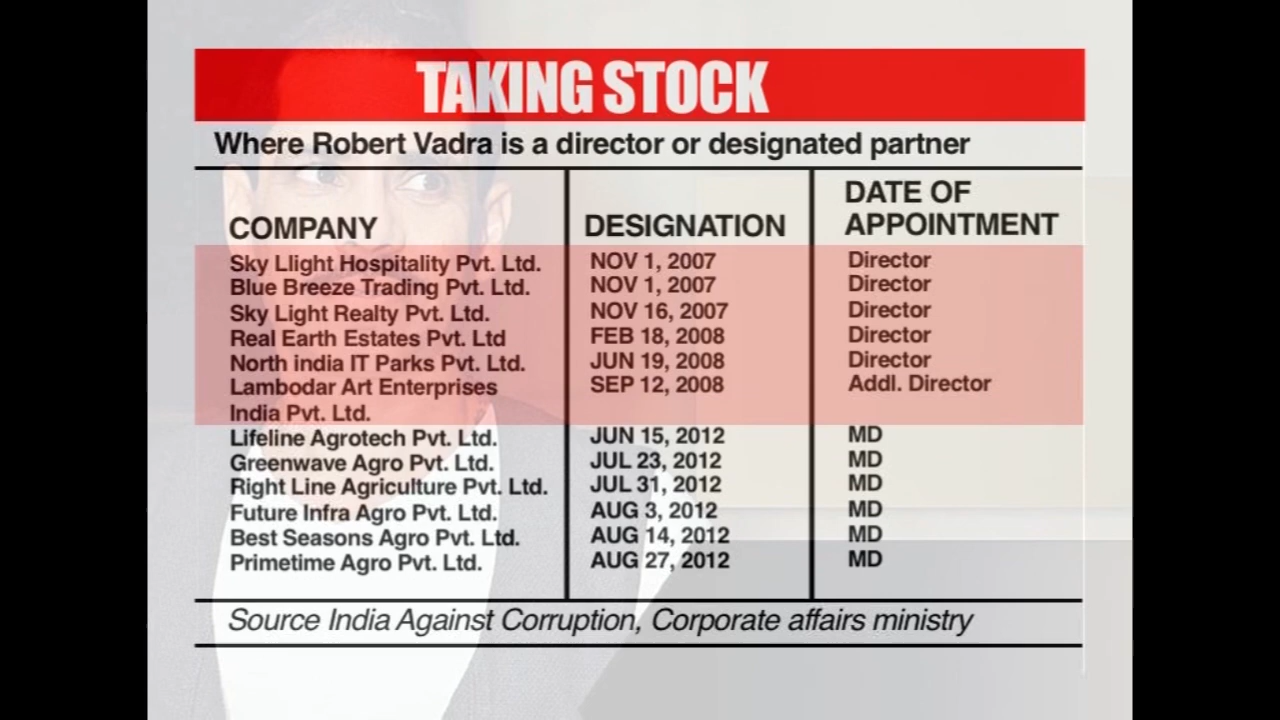 TAKING STOCK
Where Robert Vadra is a director or designated partner
COMPANY DESIGNATION DATE OF APPOINTMENT
Sky Llight Hospitality Pvt. Ltd. NOV 1, 2007 Director
Blue Breeze Trading Pvt. Ltd. NOV 1, 2007 Director
Sky Light Realty Pvt. Ltd. NOV 16, 2007 Director
Real Earth Estates Pvt. Ltd FEB 18, 2008 Director
North india IT Parks Pvt. Ltd. JUN 19, 2008 Director
Lambodar Art Enterprises SEP 12, 2008 Addl. Director
India Pvt. Ltd.
Lifeline Agrotech Pvt. Ltd. JUN 15, 2012 MD
Greenwave Agro Pvt. Ltd. JUL 23, 2012 MD
Right Line Agriculture Pvt. Ltd. JUL 31, 2012 MD
Future Infra Agro Pvt. Ltd. AUG 3, 2012 MD
Best Seasons Agro Pvt. Ltd. AUG 14, 2012 MD
Primetime Agro Pvt. Ltd. AUG 27, 2012 MD
Source India Against Corruption, Corporate affairs ministry